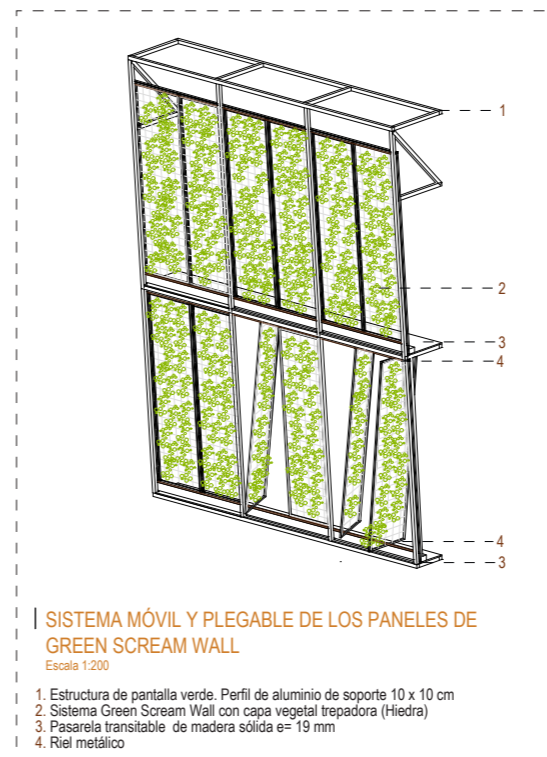 1
2
3
4
4
3
SISTEMA MÓVIL Y PLEGABLE DE LOS PANELES DE
GREEN SCREAM WALL
Escala 1:200
1. Estructura de pantalla verde. Perfil de aluminio de soporte 10 x 10 cm
2. Sistema Green Scream Wall con capa vegetal trepadora (Hiedra)
3. Pasarela transitable de madera sólida e= 19 mm
4. Riel metálico